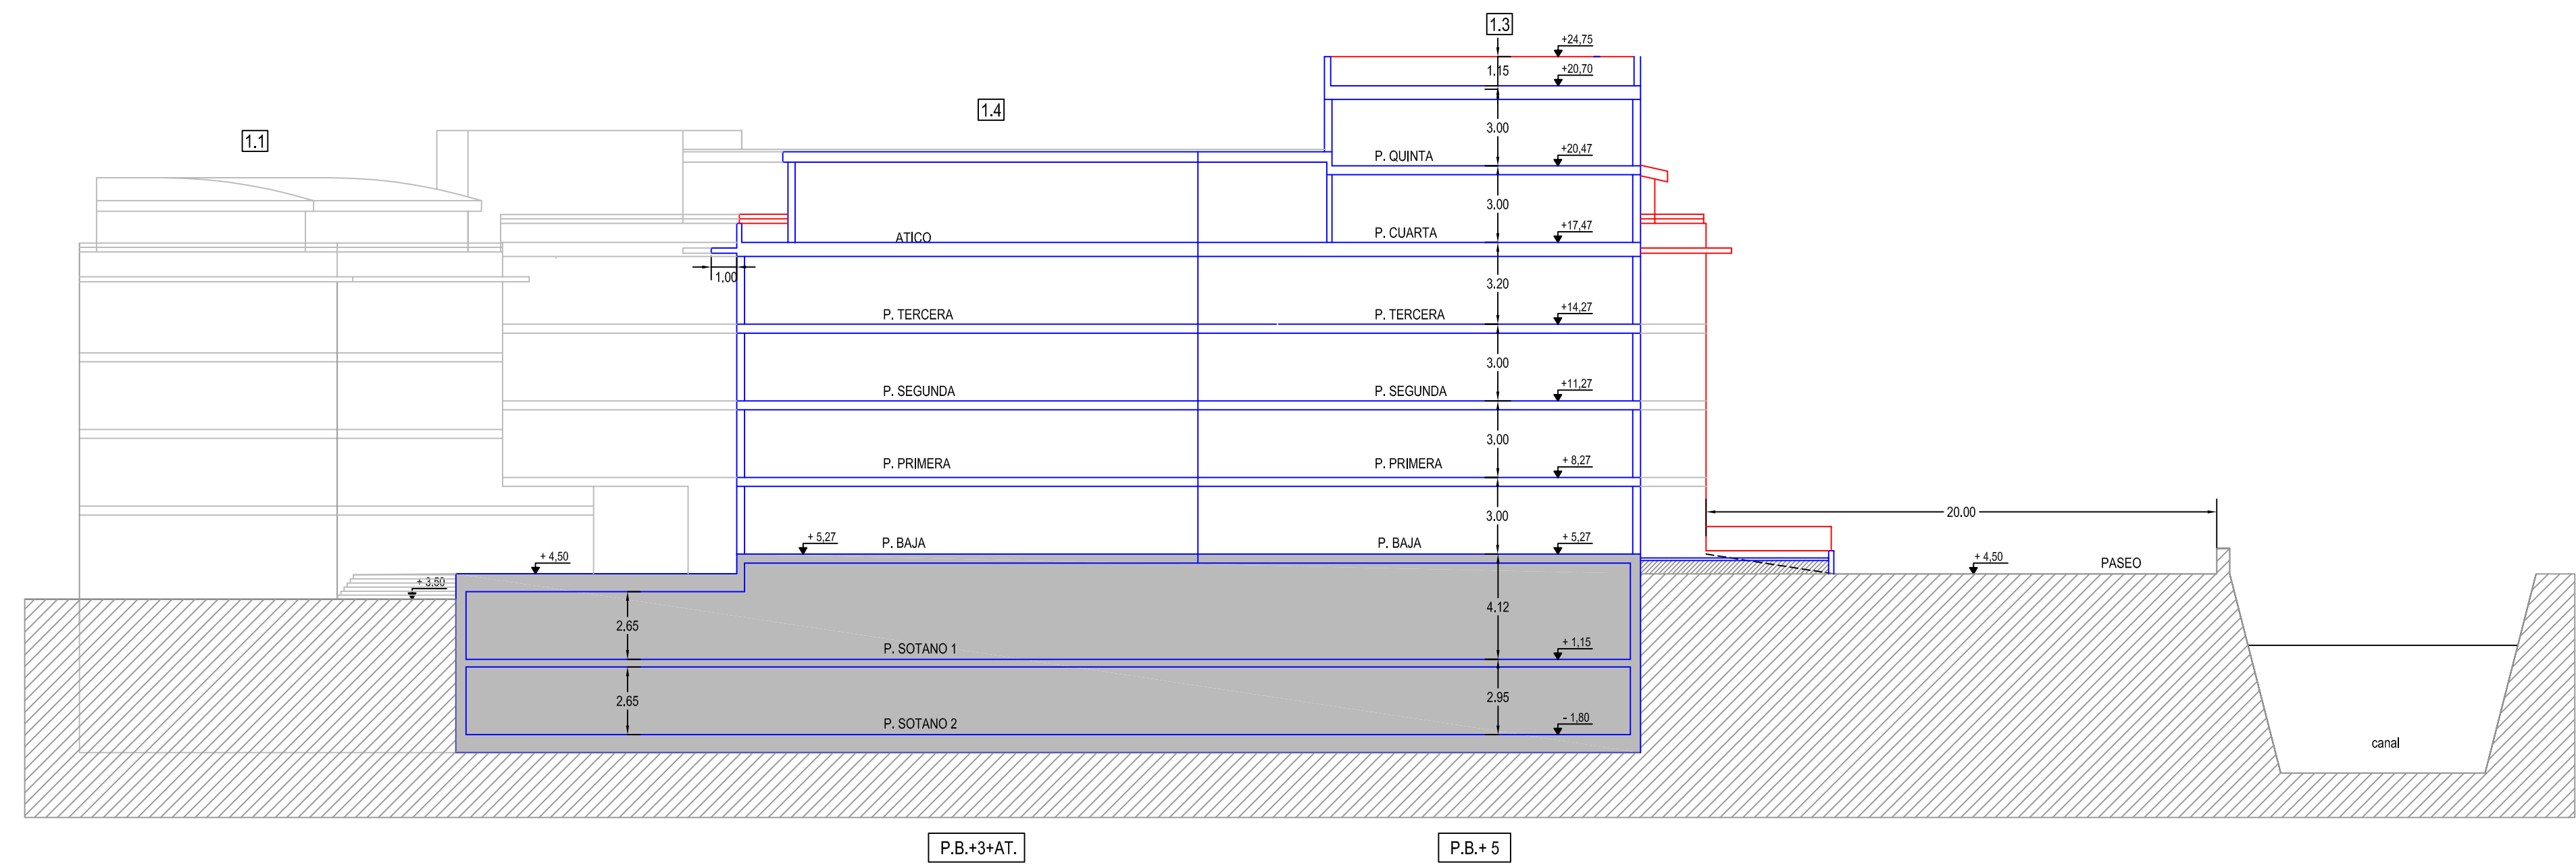 1.3
+24,75
1.15
+20,70
1.4
1.1
3.00
P. QUINTA
+20,47
3.00
ATICO
P. CUARTA
+17,47
1.00
3.20
P. TERCERA
P. TERCERA
+14,27
3.00
P. SEGUNDA
P. SEGUNDA
+11,27
3.00
P. PRIMERA
P. PRIMERA
+ 8,27
3.00
20.00
+ 5,27
P. BAJA
P. BAJA
+ 5,27
+ 4,50
+ 4,50
PASEO
+ 3,50
4.12
2.65
P. SOTANO 1
+ 1,15
2.65
2.95
P. SOTANO 2
- 1,80
canal
P.B.+3+AT.
P.B.+ 5